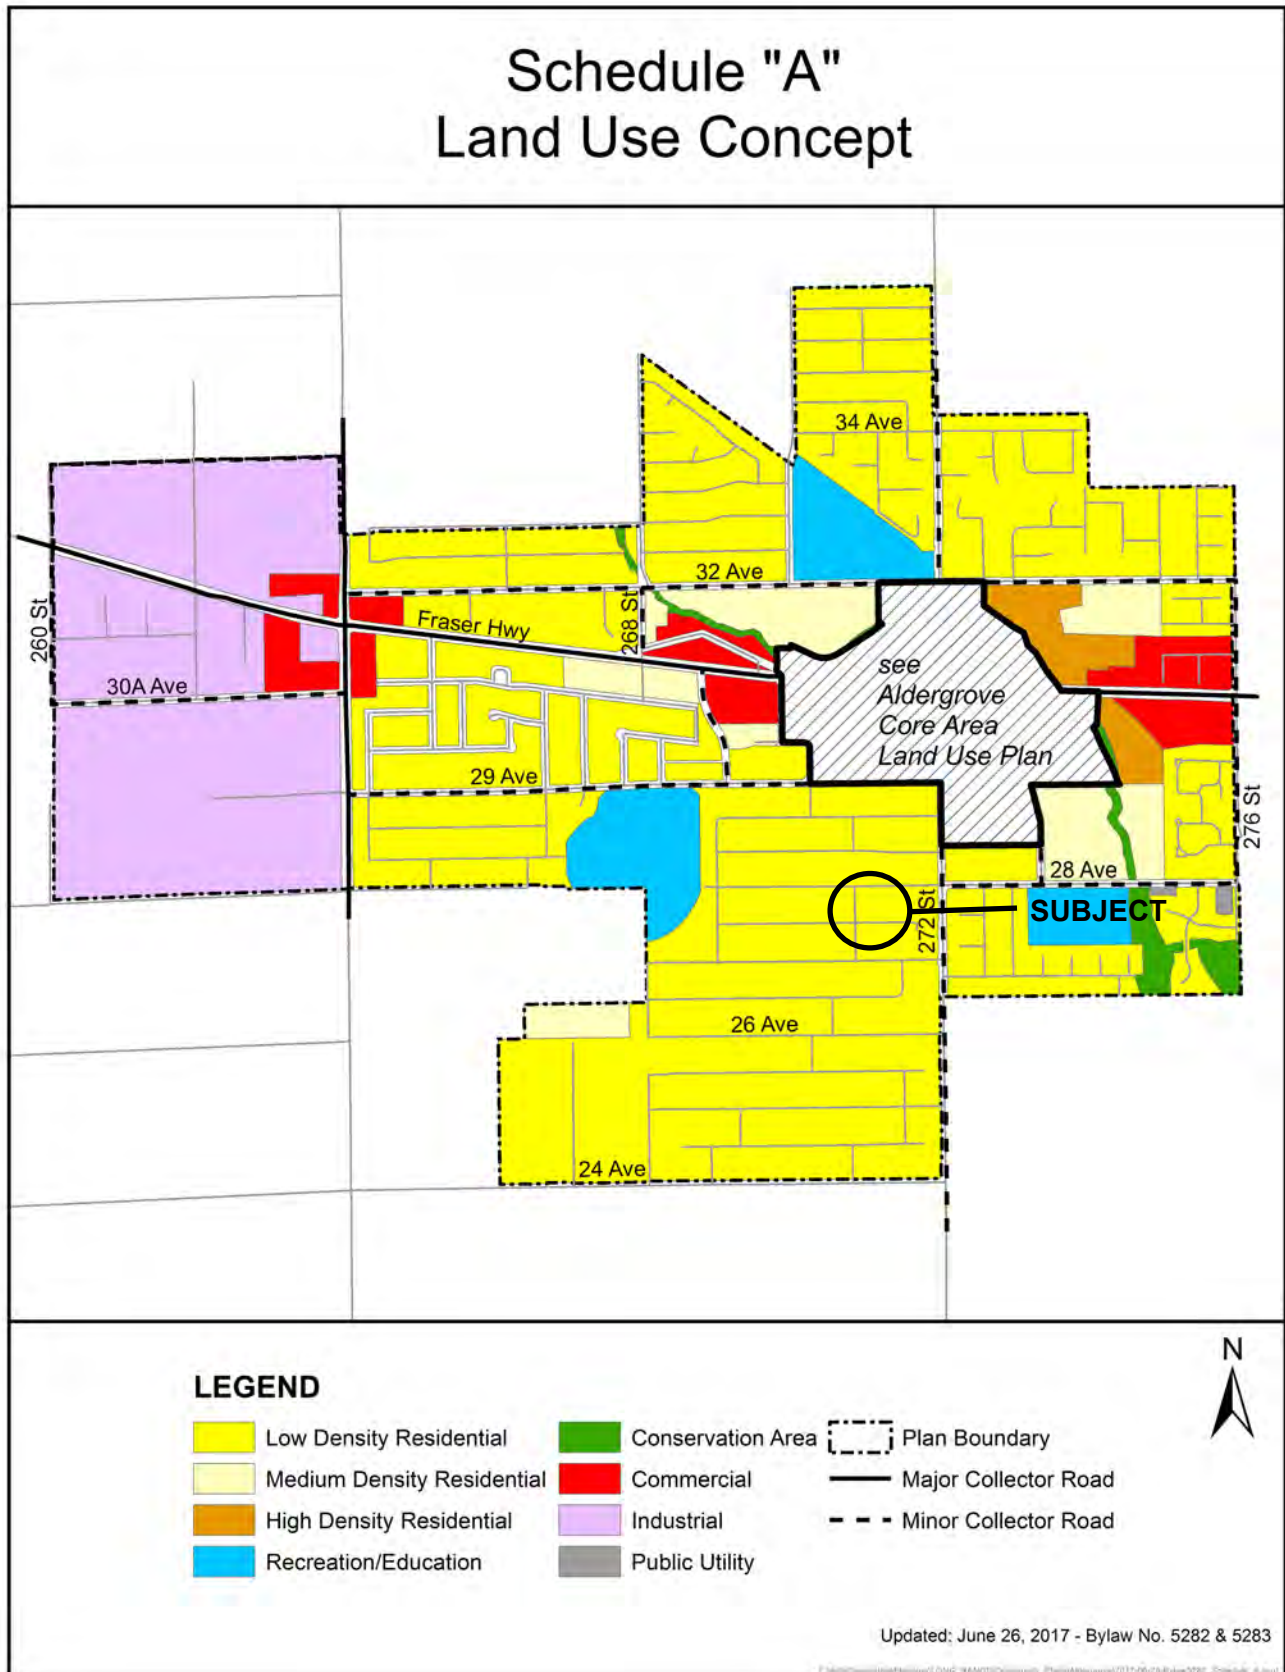 Schedule "A"
Land Use Concept
34 Ave
32 Ave
260 St
268 St
Fraser Hwy
30A Ave
see
Aldergrove
Core Area
Land Use Plan
29 Ave
276 St
28 Ave
272 St
SUBJECT
26 Ave
24 Ave
N
LEGEND
Low Density Residential
Medium Density Residential
High Density Residential
Recreation/Education
Conservation Area
Commercial
Industrial
Public Utility
Plan Boundary
Major Collector Road
Minor Collector Road
Updated: June 26, 2017 - Bylaw No. 5282 & 5283